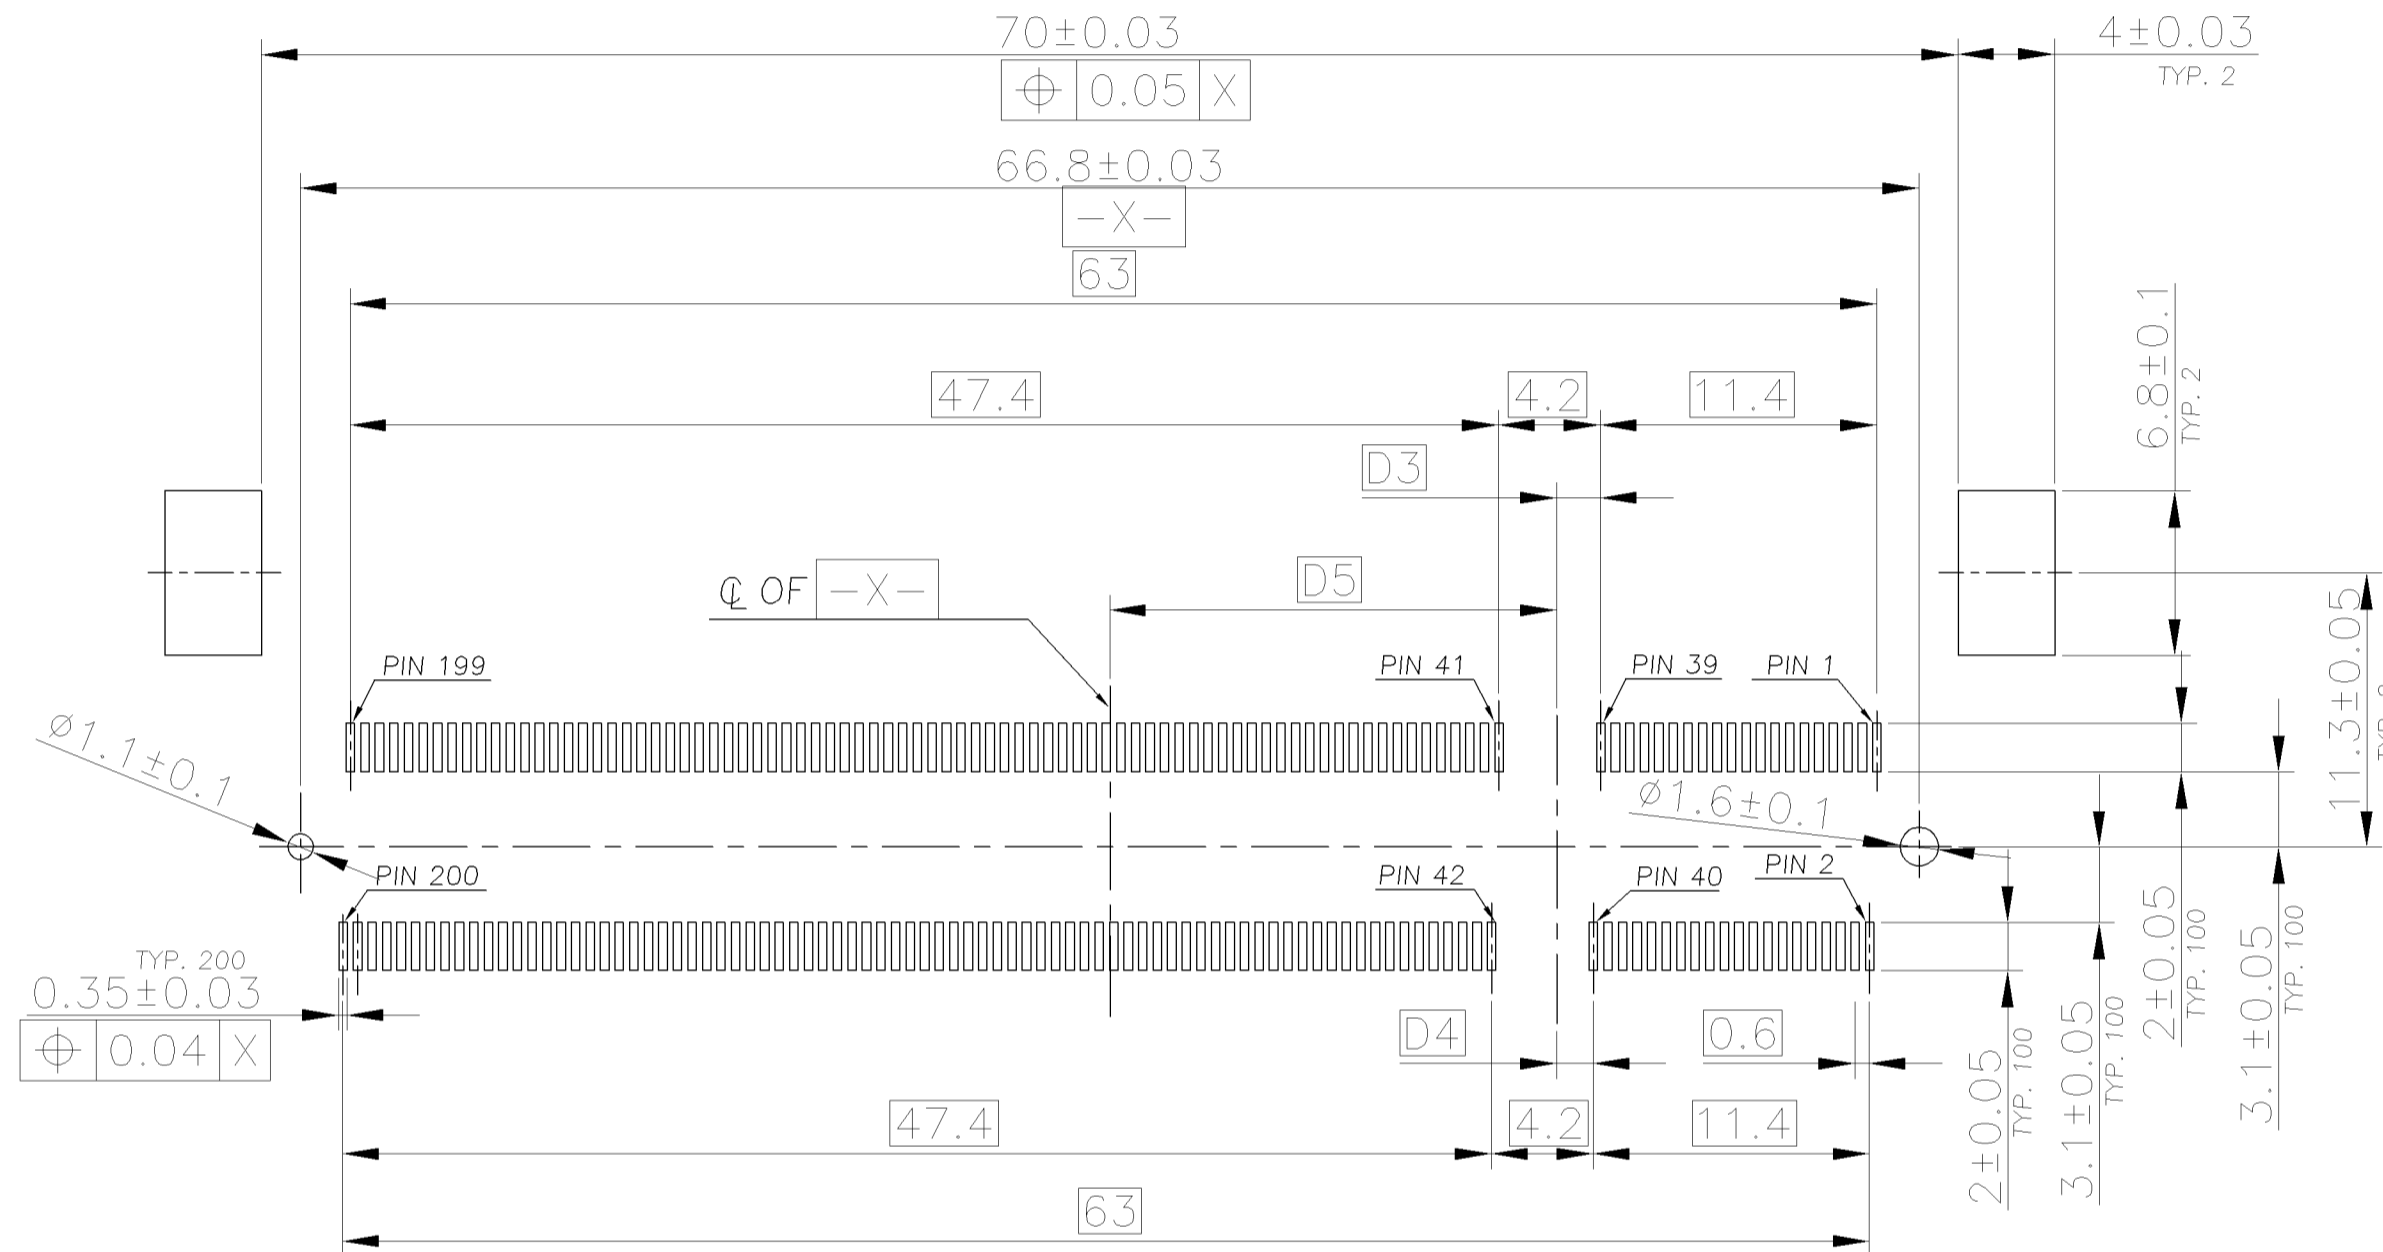 70±0.03
4±0.03
TYP. 2
⌖ 0.05 X
66.8±0.03
-X-
63
6.8±0.1
TYP. 2
47.4
4.2
11.4
D3
℄ OF -X-
D5
11.3±0.05
PIN 199
PIN 41
PIN 39
PIN 1
Ø1.1±0.1
Ø1.6±0.1
PIN 200
PIN 42
PIN 40
PIN 2
TYP. 200
0.35±0.03
⌖ 0.04 X
D4
0.6
2±0.05
TYP. 100
3.1±0.05
TYP. 100
2±0.05
TYP. 100
3.1±0.05
TYP. 100
47.4
4.2
11.4
63